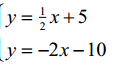 y = ½x + 5
y = −2x − 10